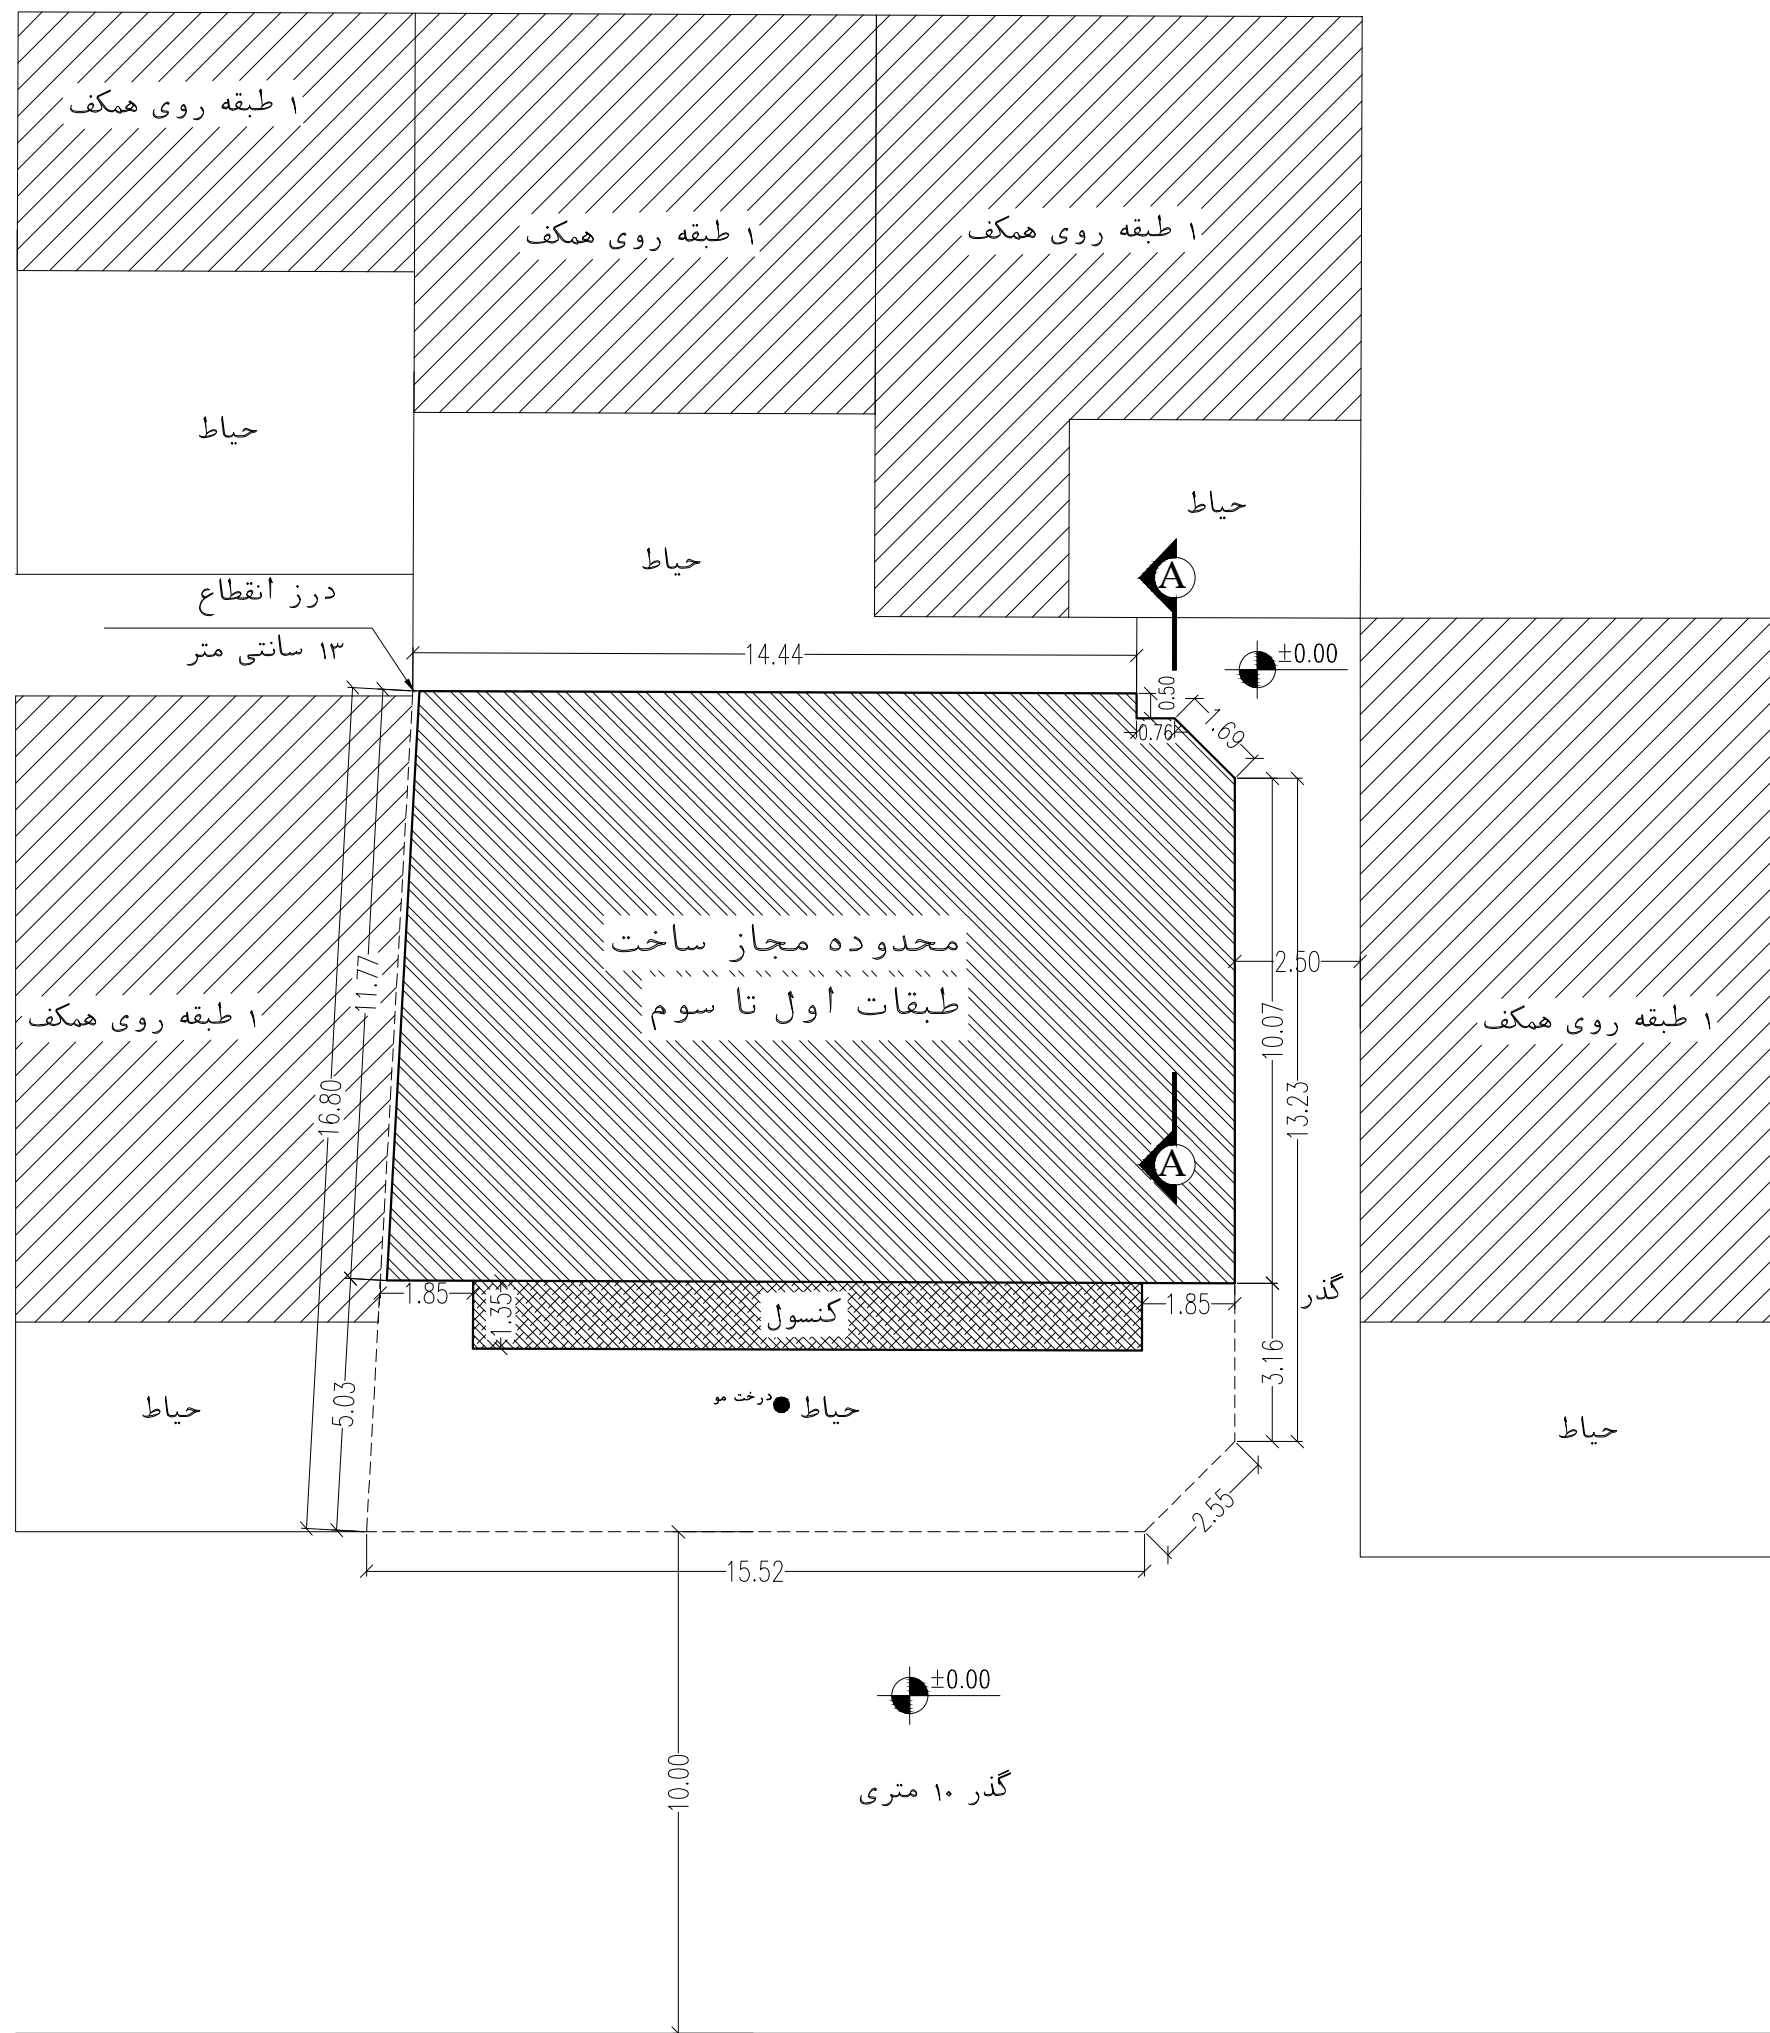 ۱ طبقه روی همکف
۱ طبقه روی همکف
۱ طبقه روی همکف
حیاط
حیاط
حیاط
A
درز انقطاع
۱۳ سانتی متر
14.44
±0.00
0.50
0.76
1.69
محدوده مجاز ساخت
طبقات اول تا سوم
2.50
11.77
10.07
۱ طبقه روی همکف
۱ طبقه روی همکف
16.80
13.23
A
1.85
1.35
کنسول
1.85
گذر
3.16
5.03
حیاط
درخت مو
حیاط
حیاط
2.55
15.52
±0.00
10.00
گذر ۱۰ متری